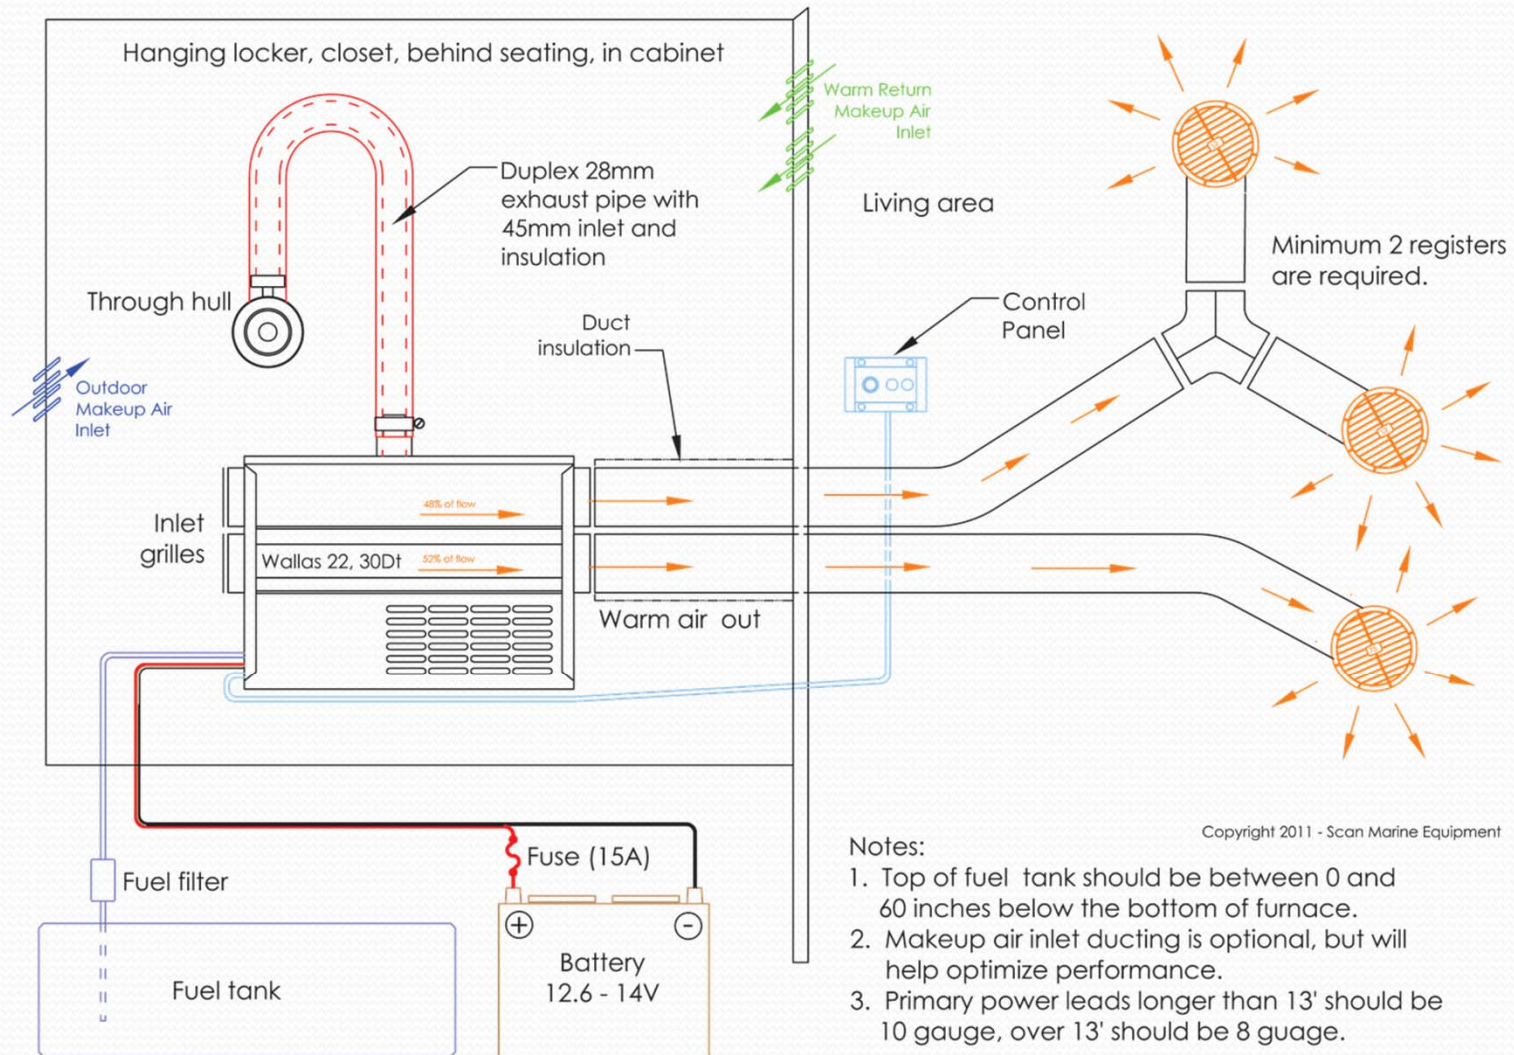 Hanging locker, closet, behind seating, in cabinet
Warm Return
Makeup Air
Inlet
Duplex 28mm
exhaust pipe with
45mm inlet and
insulation
Living area
Minimum 2 registers
are required.
Through hull
Control
Panel
Duct
insulation
Outdoor
Makeup Air
Inlet
Inlet
grilles
48% of flow
Wallas 22, 30Dt
52% of flow
Warm air out
Copyright 2011 - Scan Marine Equipment
Fuse (15A)
Fuel filter
+
-
Battery
12.6 - 14V
Fuel tank
Notes:
1. Top of fuel tank should be between 0 and
60 inches below the bottom of furnace.
2. Makeup air inlet ducting is optional, but will
help optimize performance.
3. Primary power leads longer than 13' should be
10 gauge, over 13' should be 8 guage.